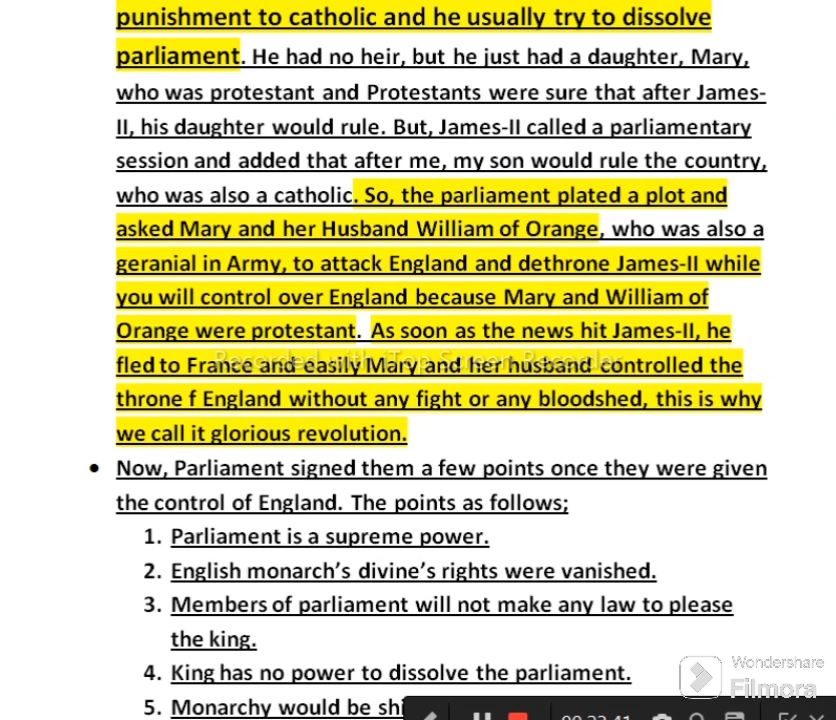 punishment to catholic and he usually try to dissolve
parliament. He had no heir, but he just had a daughter, Mary,
who was protestant and Protestants were sure that after James-
II, his daughter would rule. But, James-II called a parliamentary
session and added that after me, my son would rule the country,
who was also a catholic. So, the parliament plated a plot and
asked Mary and her Husband William of Orange, who was also a
geranial in Army, to attack England and dethrone James-II while
you will control over England because Mary and William of
Orange were protestant. As soon as the news hit James-II, he
Recorded with iTop Screen Recorder
fled to France and easily Mary and her husband controlled the
throne f England without any fight or any bloodshed, this is why
we call it glorious revolution.
• Now, Parliament signed them a few points once they were given
the control of England. The points as follows;
1. Parliament is a supreme power.
2. English monarch's divine's rights were vanished.
3. Members of parliament will not make any law to please
the king.
4. King has no power to dissolve the parliament.
Wondershare
Filmora
5. Monarchy would be